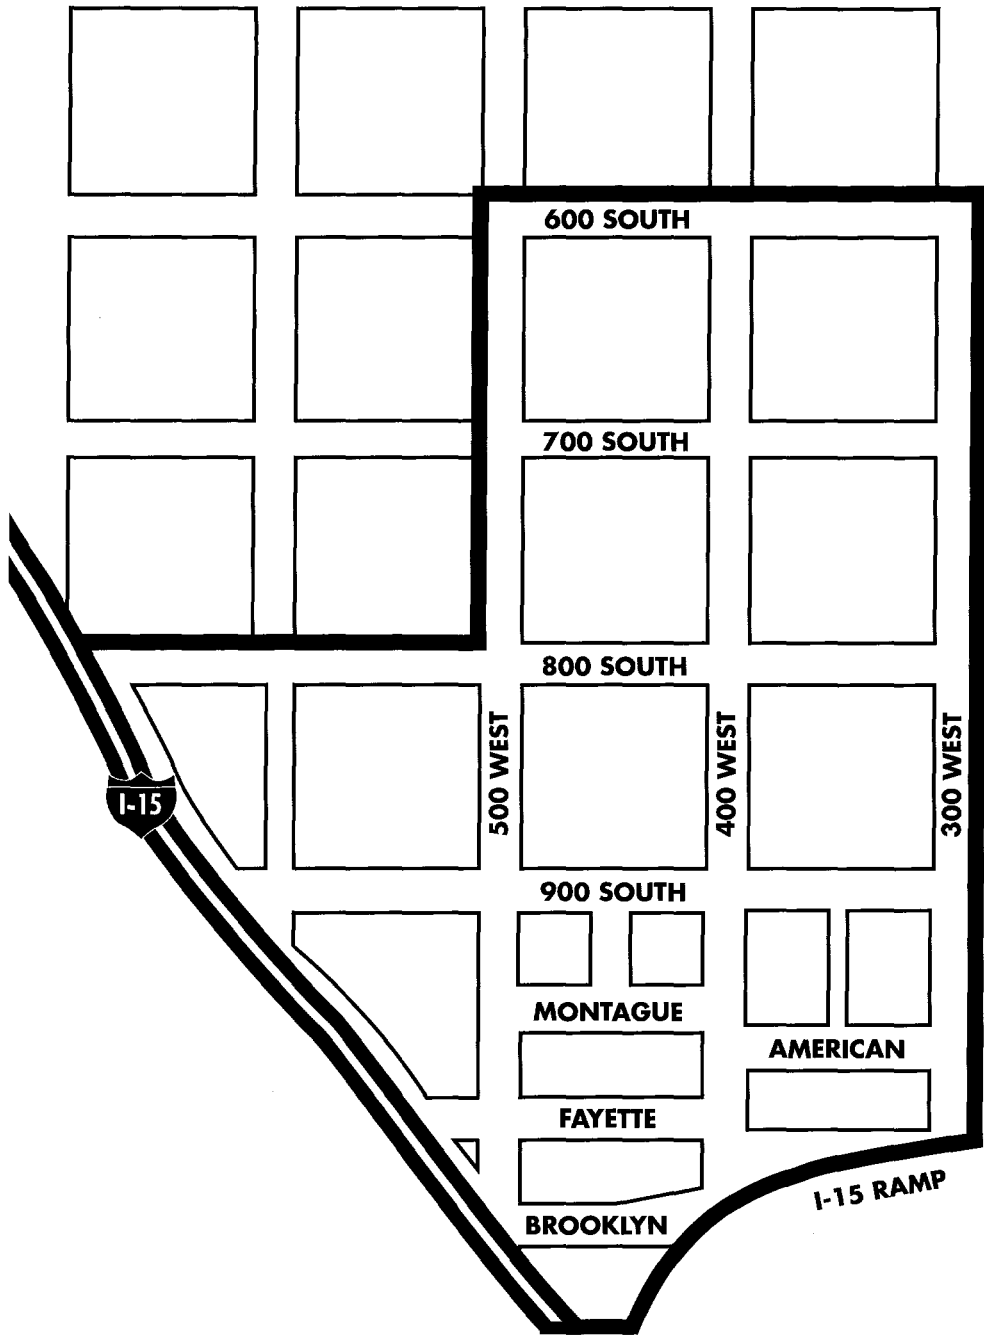 600 SOUTH
700 SOUTH
800 SOUTH
500 WEST
400 WEST
300 WEST
I-15
900 SOUTH
MONTAGUE
AMERICAN
FAYETTE
I-15 RAMP
BROOKLYN